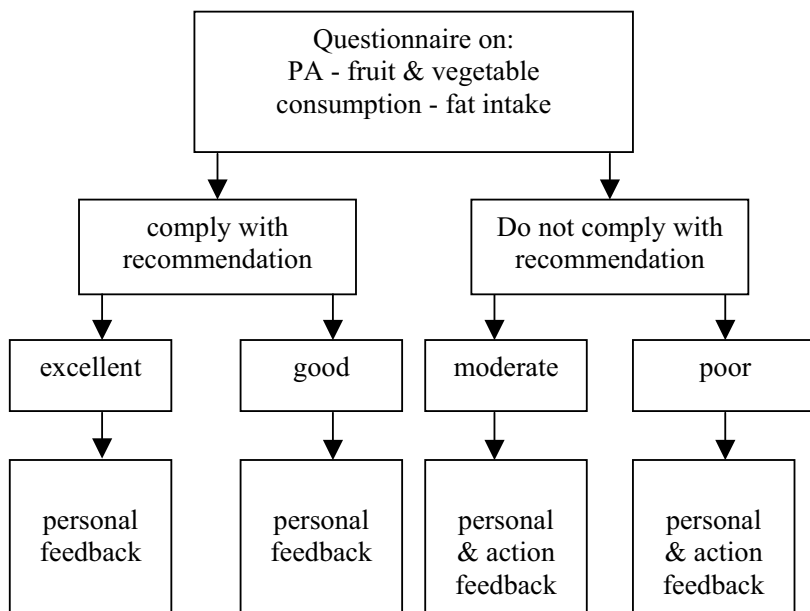 Questionnaire on:
PA - fruit & vegetable
consumption - fat intake
comply with
recommendation
Do not comply with
recommendation
excellent
good
moderate
poor
personal
feedback
personal
feedback
personal
& action
feedback
personal
& action
feedback